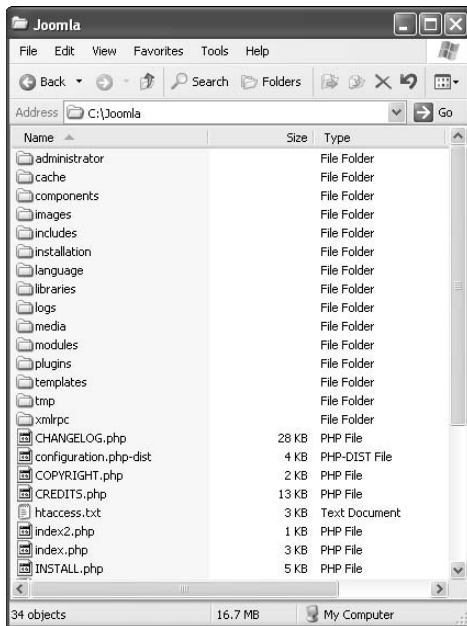 Joomla
File Edit View Favorites Tools Help
Back Search Folders
Address C:\Joomla Go
Name Size Type
administrator File Folder
cache File Folder
components File Folder
images File Folder
includes File Folder
installation File Folder
language File Folder
libraries File Folder
logs File Folder
media File Folder
modules File Folder
plugins File Folder
templates File Folder
tmp File Folder
xmlrpc File Folder
CHANGELOG.php 28 KB PHP File
configuration.php-dist 4 KB PHP-DIST File
COPYRIGHT.php 2 KB PHP File
CREDITS.php 13 KB PHP File
htaccess.txt 3 KB Text Document
index2.php 1 KB PHP File
index.php 3 KB PHP File
INSTALL.php 5 KB PHP File
34 objects 16.7 MB My Computer